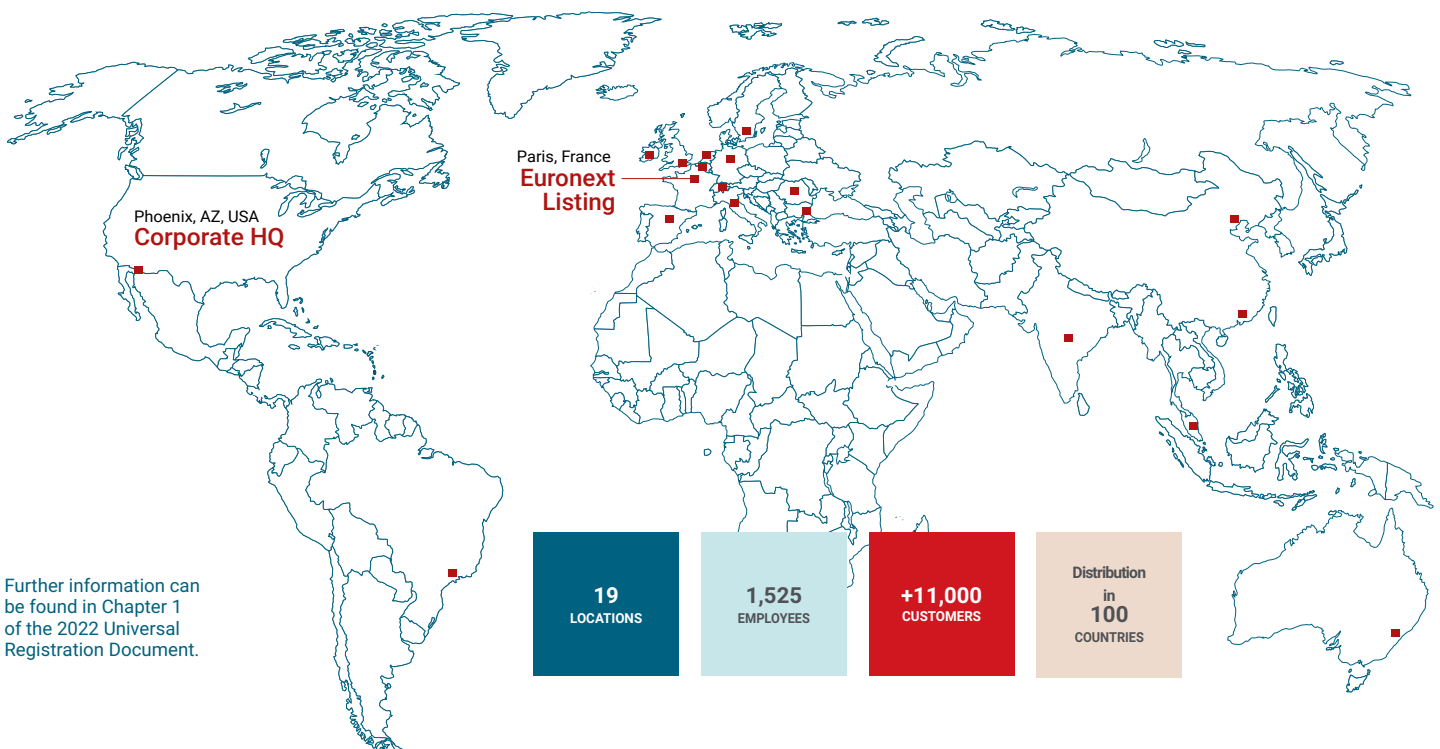 Paris, France
Euronext
Listing
Phoenix, AZ, USA
Corporate HQ
Further information can
be found in Chapter 1
of the 2022 Universal
Registration Document.
19
LOCATIONS
1,525
EMPLOYEES
+11,000
CUSTOMERS
Distribution
in
100
COUNTRIES